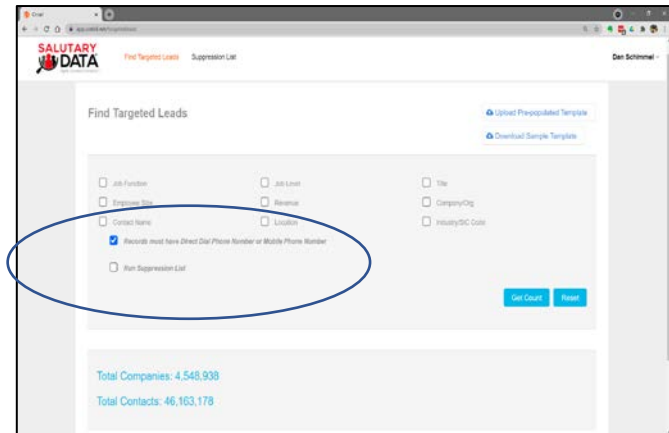 SALUTARY
DATA
Find Targeted Leads
Suppression List
Dan Schimmel
Find Targeted Leads
Upload Pre-populated Template
Download Sample Template
Job Function
Job Level
Title
Employee Size
Revenue
Company/Org
Contact Name
Location
Industry/SIC Code
Records must have Direct Dial Phone Number or Mobile Phone Number
Run Suppression List
Get Count
Reset
Total Companies: 4,548,938
Total Contacts: 46,163,178